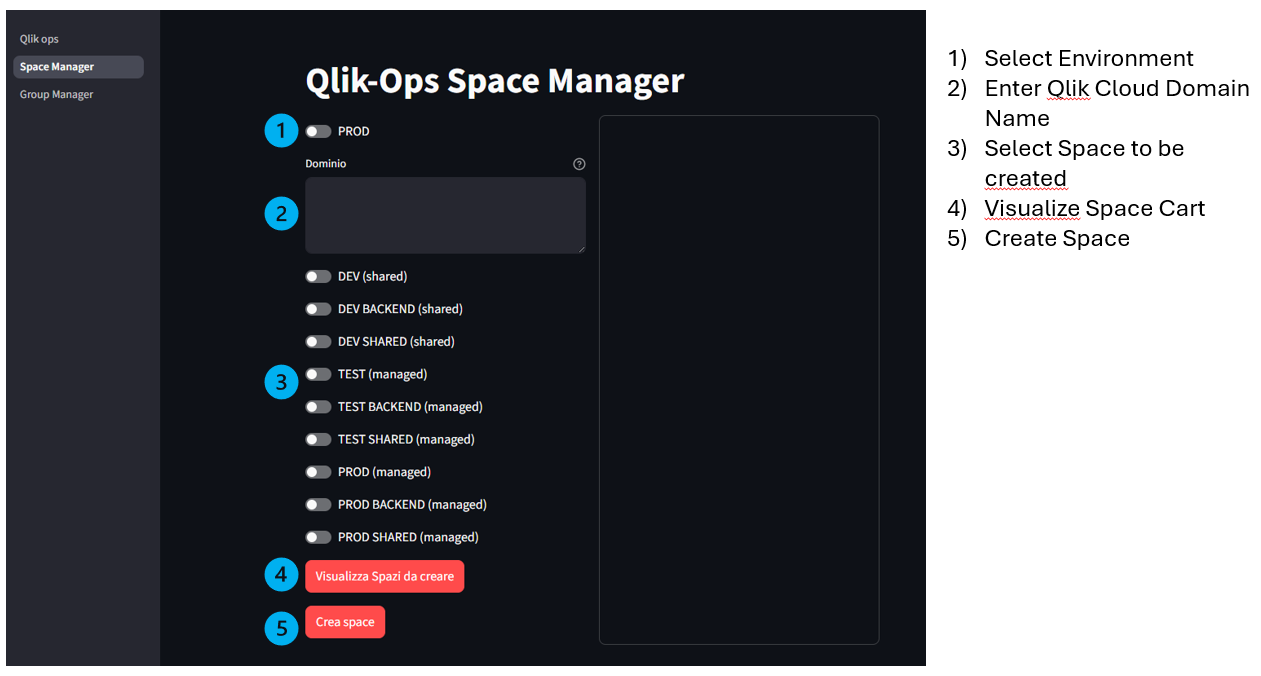 Qlik ops
Space Manager
Group Manager
Qlik-Ops Space Manager
1
PROD
Dominio
?
2
DEV (shared)
DEV BACKEND (shared)
DEV SHARED (shared)
3
TEST (managed)
TEST BACKEND (managed)
TEST SHARED (managed)
PROD (managed)
PROD BACKEND (managed)
PROD SHARED (managed)
4
Visualizza Spazi da creare
5
Crea space
1) Select Environment
2) Enter Qlik Cloud Domain
Name
3) Select Space to be
created
4) Visualize Space Cart
5) Create Space